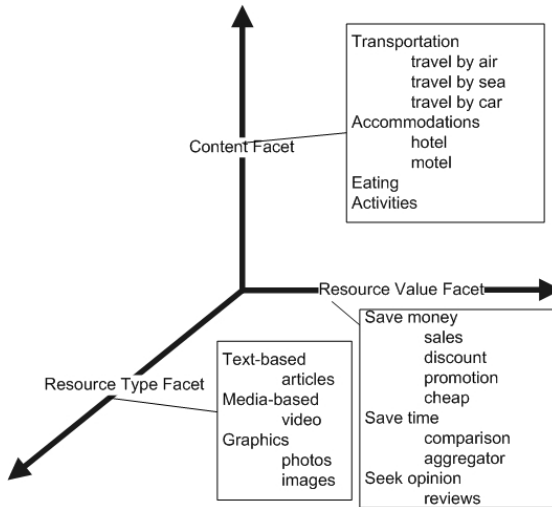 Transportation
travel by air
travel by sea
travel by car
Accommodations
hotel
motel
Eating
Activities
Content Facet
Resource Value Facet
Save money
sales
discount
promotion
cheap
Save time
comparison
aggregator
Seek opinion
reviews
Resource Type Facet
Text-based
articles
Media-based
video
Graphics
photos
images